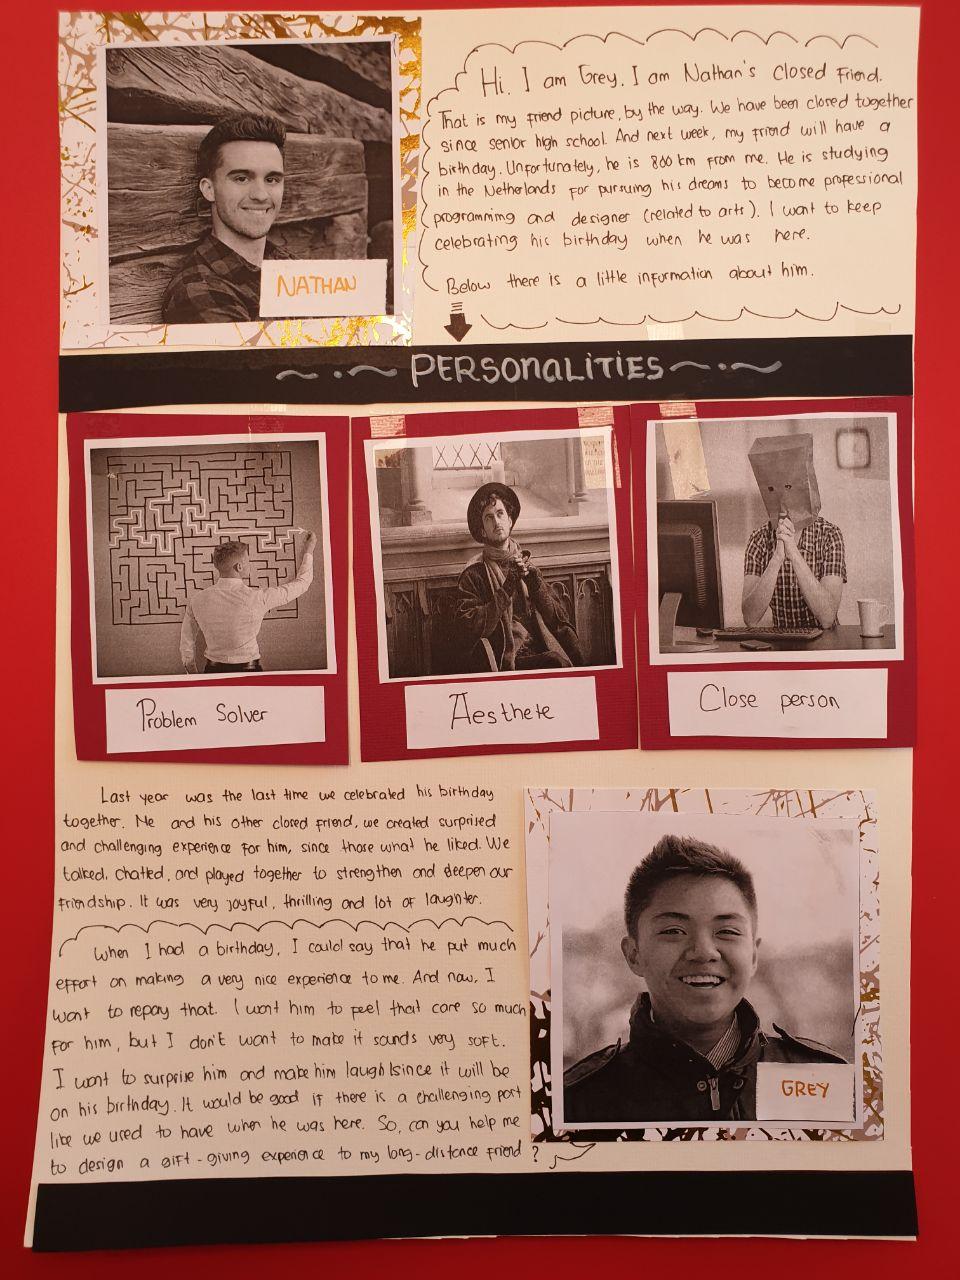 Hi. I am Grey. I am Nathan's closed friend.
That is my friend picture, by the way. We have been closed together
since senior high school. And next week, my friend will have a
birthday. Unfortunately, he is 800 km from me. He is studying
in the Netherlands for pursuing his dreams to become professional
programming and designer (related to arts). I want to keep
celebrating his birthday when he was here.
Below there is a little information about him.
NATHAN
~·~ PERSONALITIES ~·~
Problem Solver
Aesthete
Close person
Last year was the last time we celebrated his birthday
together. Me and his other closed friend, we created surprised
and challenging experience for him, since those what he liked. We
talked, chatted, and played together to strengthen and deepen our
friendship. It was very joyful, thrilling and lot of laughter.
When I had a birthday, I could say that he put much
effort on making a very nice experience to me. And now, I
want to repay that. I want him to feel that care so much
for him, but I don't want to make it sounds very soft.
I want to surprise him and make him laugh since it will be
on his birthday. It would be good if there is a challenging part
like we used to have when he was here. So, can you help me
to design a gift-giving experience to my long-distance friend?
GREY